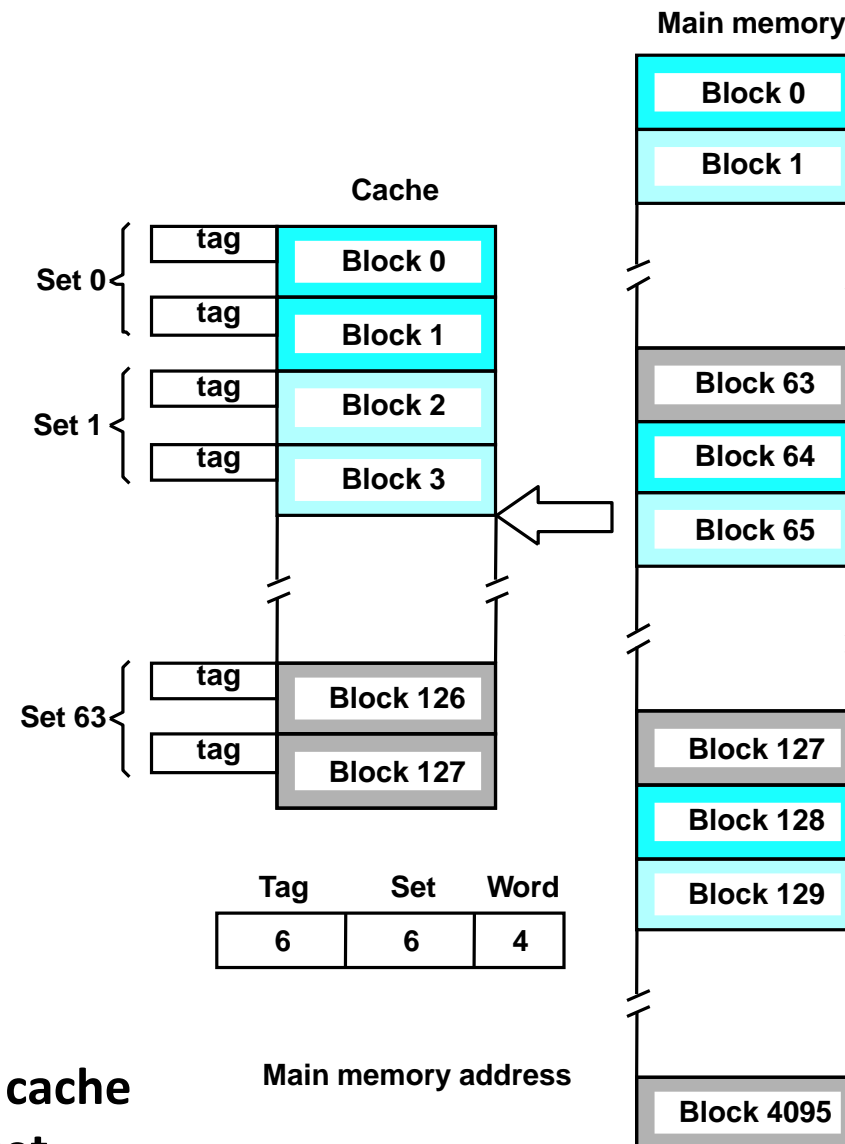 Main memory
Block 0
Block 1
Cache
tag
Block 0
Set 0
tag
Block 1
tag
Block 2
Set 1
tag
Block 3
Block 63
Block 64
Block 65
tag
Block 126
Set 63
tag
Block 127
Block 127
Block 128
Block 129
Tag Set Word
6 6 4
Main memory address
cache
Block 4095